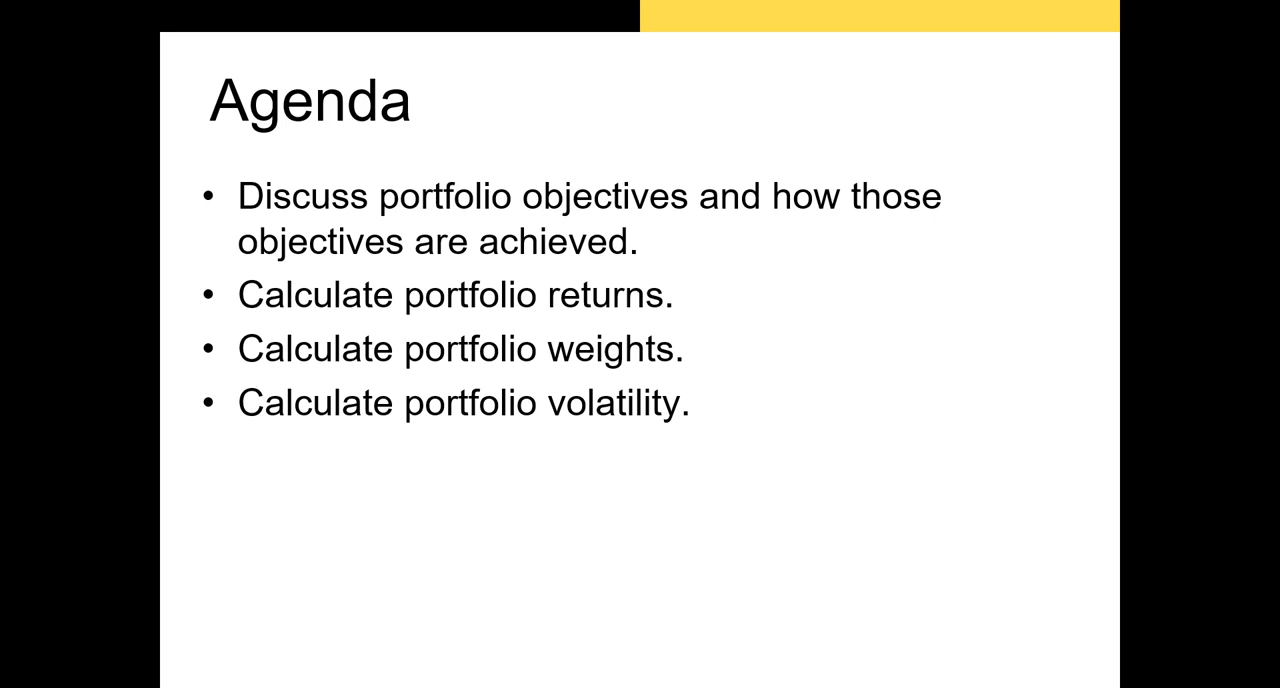 Agenda
• Discuss portfolio objectives and how those
objectives are achieved.
• Calculate portfolio returns.
• Calculate portfolio weights.
• Calculate portfolio volatility.